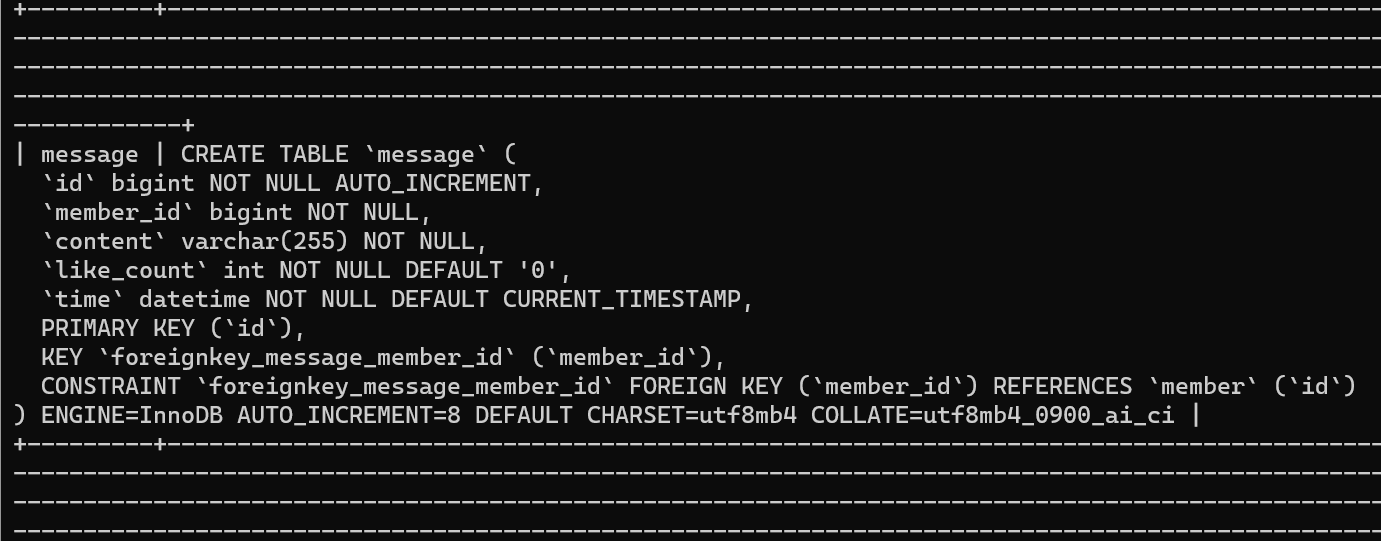 +---------+--------------------------------------------------------------------------------------
--------------------------------------------------------------------------------------------------
--------------------------------------------------------------------------------------------------
--------------------------------------------------------------------------------------------------
------------+
| message | CREATE TABLE `message` (
  `id` bigint NOT NULL AUTO_INCREMENT,
  `member_id` bigint NOT NULL,
  `content` varchar(255) NOT NULL,
  `like_count` int NOT NULL DEFAULT '0',
  `time` datetime NOT NULL DEFAULT CURRENT_TIMESTAMP,
  PRIMARY KEY (`id`),
  KEY `foreignkey_message_member_id` (`member_id`),
  CONSTRAINT `foreignkey_message_member_id` FOREIGN KEY (`member_id`) REFERENCES `member` (`id`)
) ENGINE=InnoDB AUTO_INCREMENT=8 DEFAULT CHARSET=utf8mb4 COLLATE=utf8mb4_0900_ai_ci |
+---------+--------------------------------------------------------------------------------------
--------------------------------------------------------------------------------------------------
--------------------------------------------------------------------------------------------------
--------------------------------------------------------------------------------------------------